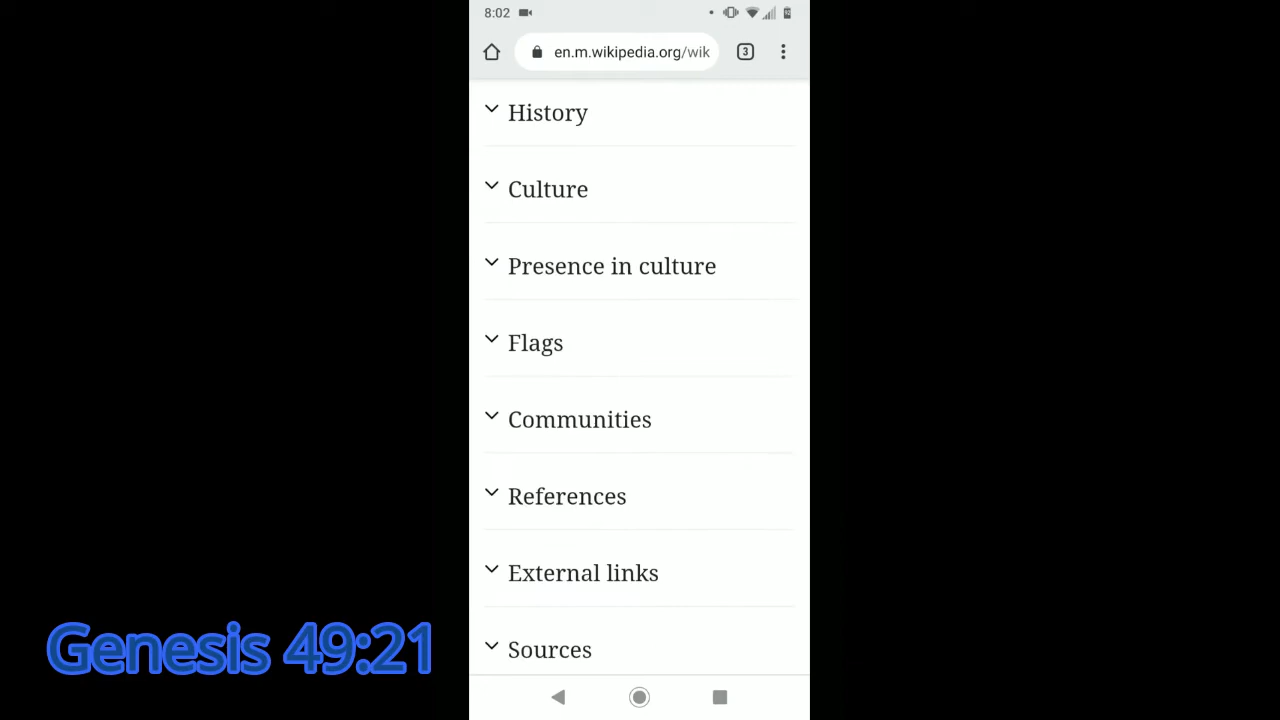 8:02
en.m.wikipedia.org/wik
3
History
Culture
Presence in culture
Flags
Communities
References
External links
Sources
Genesis 49:21